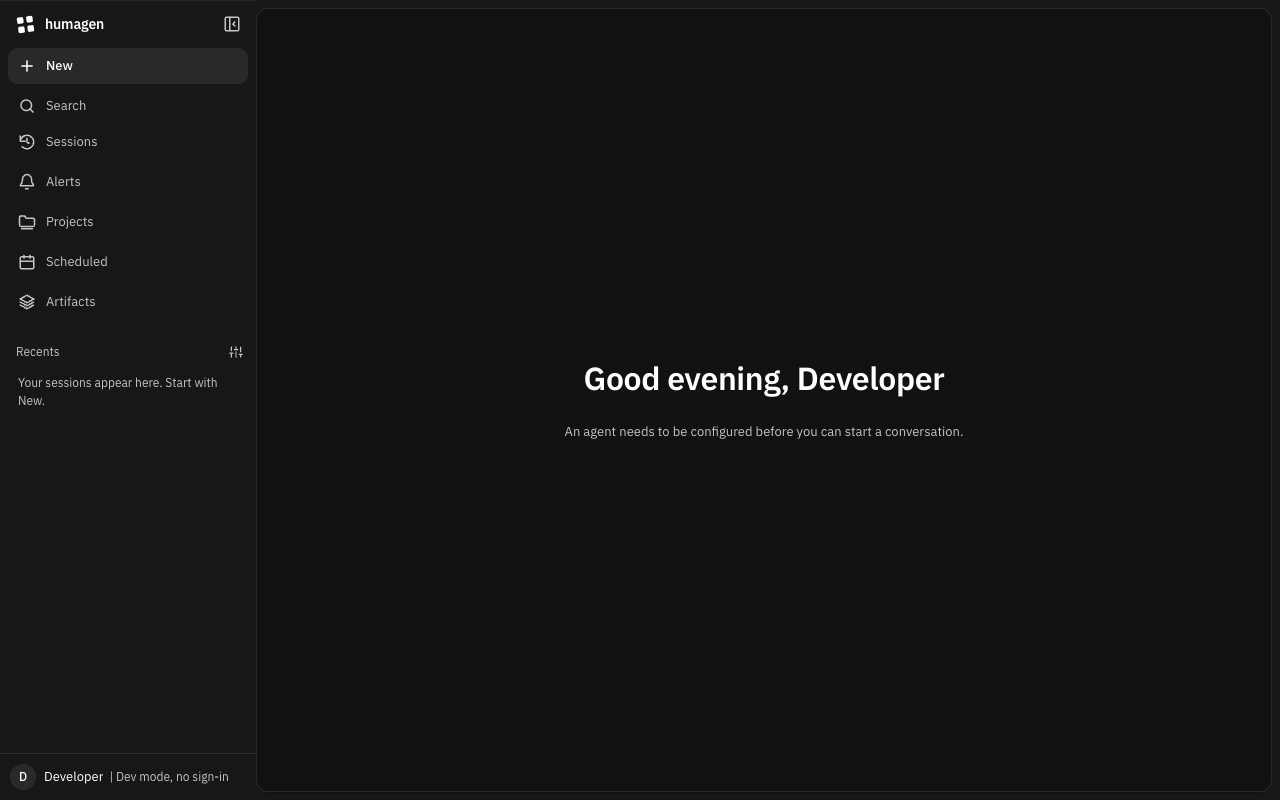 humagen
New
Search
Sessions
Alerts
Projects
Scheduled
Artifacts
Recents
Your sessions appear here. Start with
New.
Good evening, Developer
An agent needs to be configured before you can start a conversation.
D
Developer | Dev mode, no sign-in